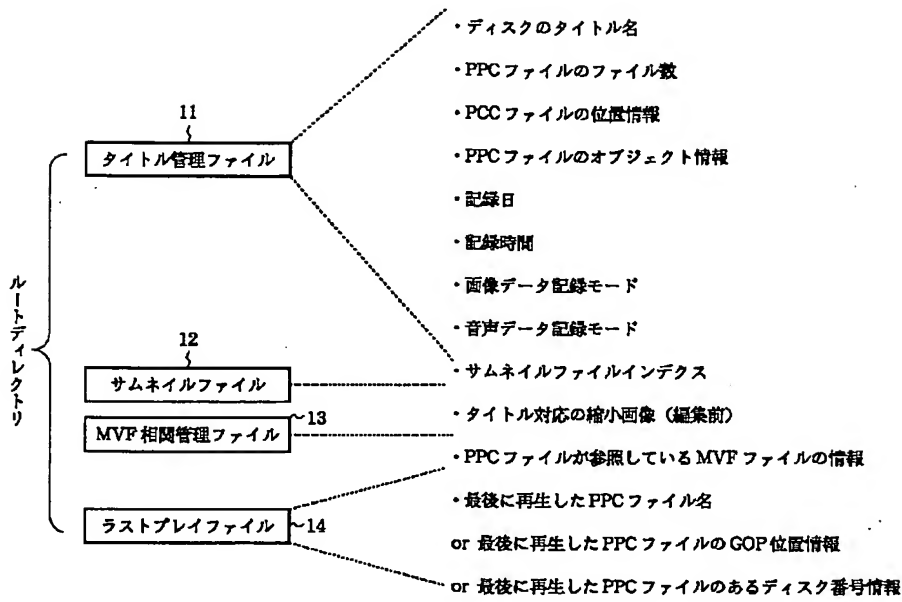 ・ディスクのタイトル名
・PPCファイルのファイル数
・PCCファイルの位置情報
・PPCファイルのオブジェクト情報
・記録日
・記録時間
・画像データ記録モード
・音声データ記録モード
・サムネイルファイルインデクス
・タイトル対応の縮小画像（編集前）
・PPCファイルが参照しているMVFファイルの情報
・最後に再生したPPCファイル名
or 最後に再生したPPCファイルのGOP位置情報
or 最後に再生したPPCファイルのあるディスク番号情報
ルートディレクトリ
11
タイトル管理ファイル
12
サムネイルファイル
13
MVF相関管理ファイル
ラストプレイファイル
14